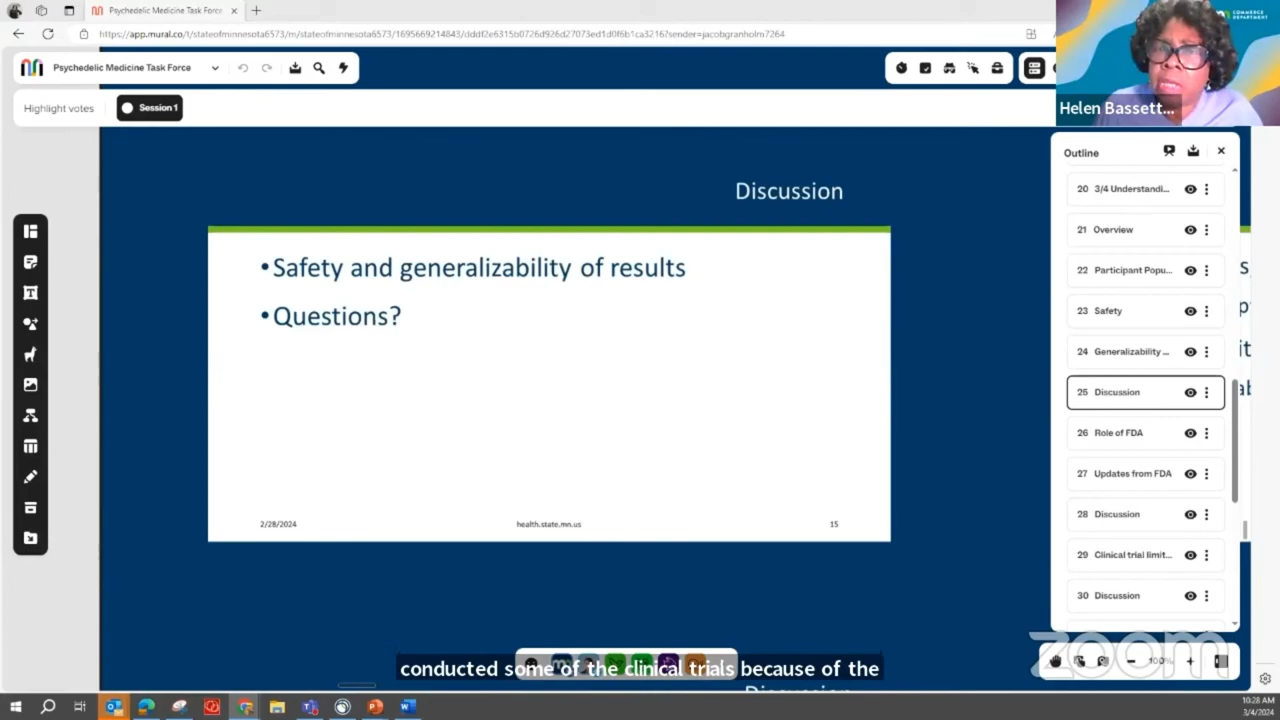 Psychedelic Medicine Task Force
https://app.mural.co/t/stateofminnesota6573/m/stateofminnesota6573/1695669214843/dddf2e6315b0726d926d27073ed1d0f6b1ca3216?sender=jacobgranholm7264
COMMERCE
DEPARTMENT
Psychedelic Medicine Task Force
Highlight votes
Session 1
Helen Bassett...
Outline
Discussion
20 3/4 Understandi...
21 Overview
•Safety and generalizability of results
22 Participant Popu...
•Questions?
23 Safety
24 Generalizability ...
25 Discussion
26 Role of FDA
27 Updates from FDA
28 Discussion
2/28/2024 health.state.mn.us 15
29 Clinical trial limit...
30 Discussion
zoom
100%
conducted some of the clinical trials because of the
Discussion
10:28 AM
3/4/2024